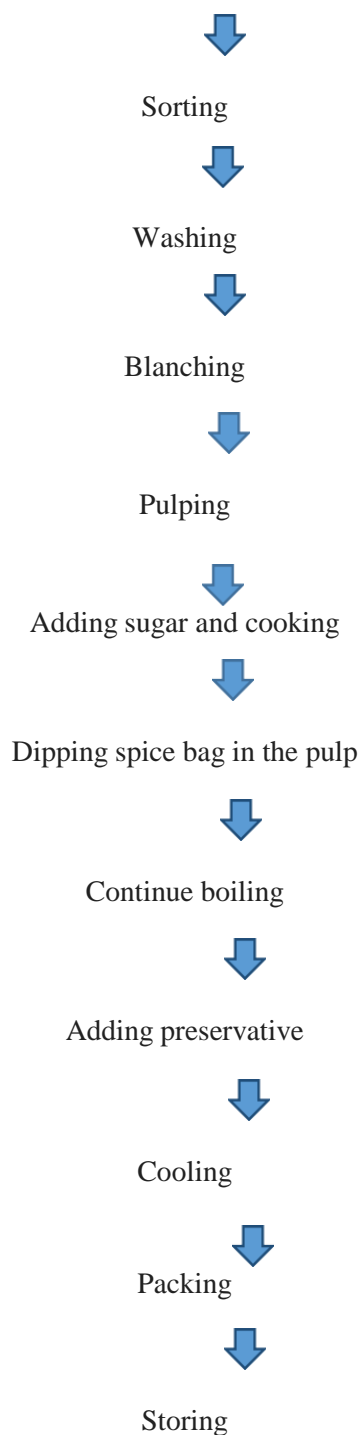 Sorting
Washing
Blanching
Pulping
Adding sugar and cooking
Dipping spice bag in the pulp
Continue boiling
Adding preservative
Cooling
Packing
Storing